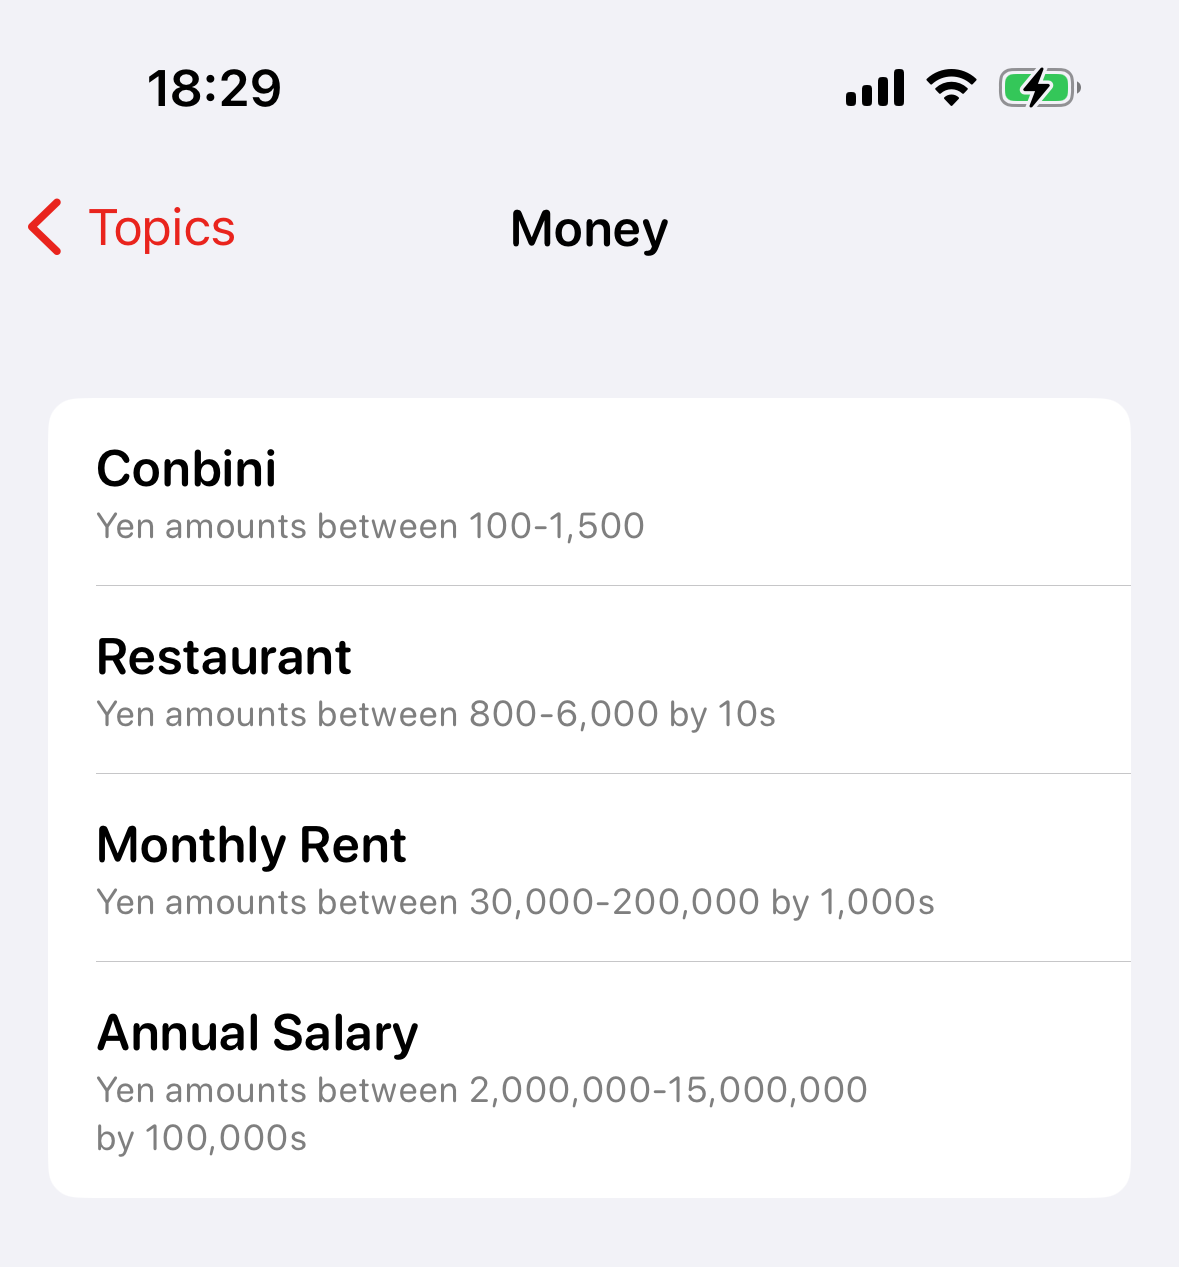 18:29
Topics
Money
Conbini
Yen amounts between 100-1,500
Restaurant
Yen amounts between 800-6,000 by 10s
Monthly Rent
Yen amounts between 30,000-200,000 by 1,000s
Annual Salary
Yen amounts between 2,000,000-15,000,000
by 100,000s